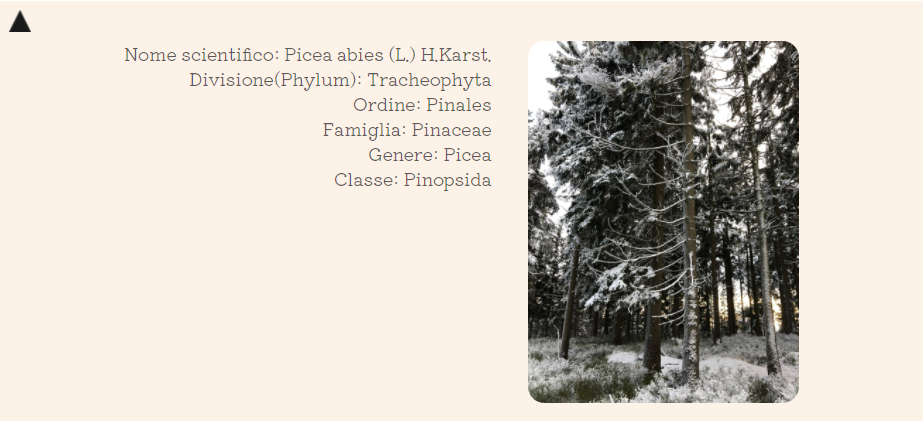 Nome scientifico: Picea abies (L.) H.Karst.
Divisione(Phylum): Tracheophyta
Ordine: Pinales
Famiglia: Pinaceae
Genere: Picea
Classe: Pinopsida